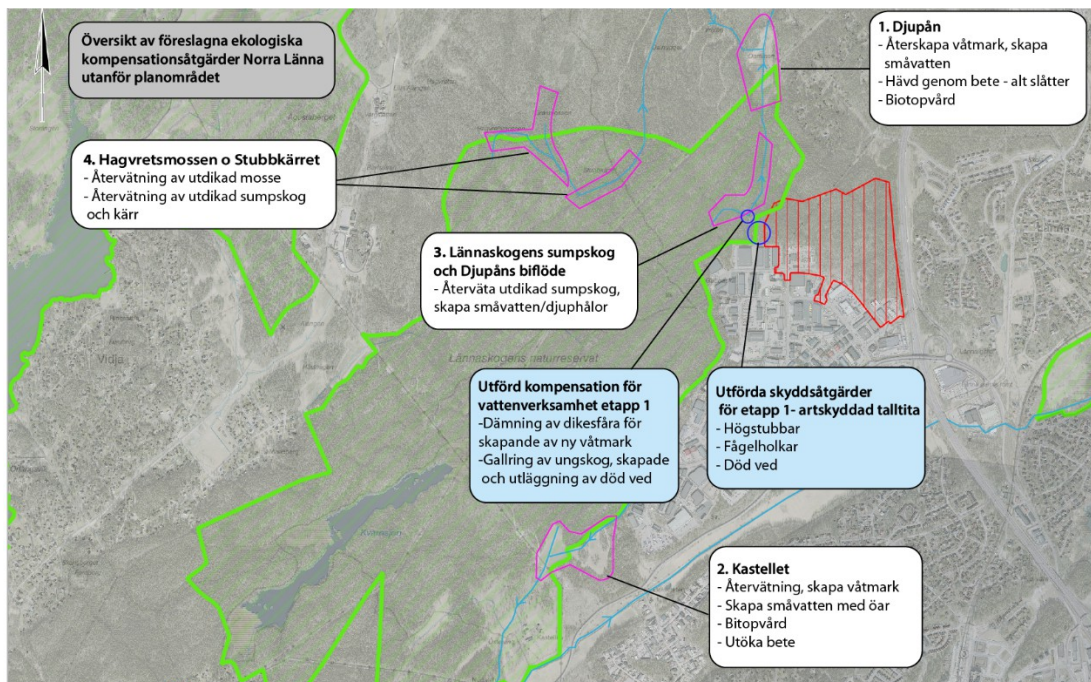 Översikt av föreslagna ekologiska
kompensationsåtgärder Norra Länna
utanför planområdet
1. Djupån
- Återskapa våtmark, skapa
småvatten
- Hävd genom bete - alt slåtter
- Biotopvård
4. Hagvretsmossen o Stubbkärret
- Återvätning av utdikad mosse
- Återvätning av utdikad sumpskog
och kärr
3. Lännaskogens sumpskog
och Djupåns biflöde
- Återväta utdikad sumpskog,
skapa småvatten/djuphålor
Vidja
Lännaskogens naturreservat
Utförd kompensation för
vattenverksamhet etapp 1
-Dämning av dikesfåra för
skapande av ny våtmark
-Gallring av ungskog, skapade
och utläggning av död ved
Utförda skyddsåtgärder
för etapp 1- artskyddad talltita
- Högstubbar
- Fågelholkar
- Död ved
2. Kastellet
- Återvätning, skapa våtmark
- Skapa småvatten med öar
- Bitopvård
- Utöka bete